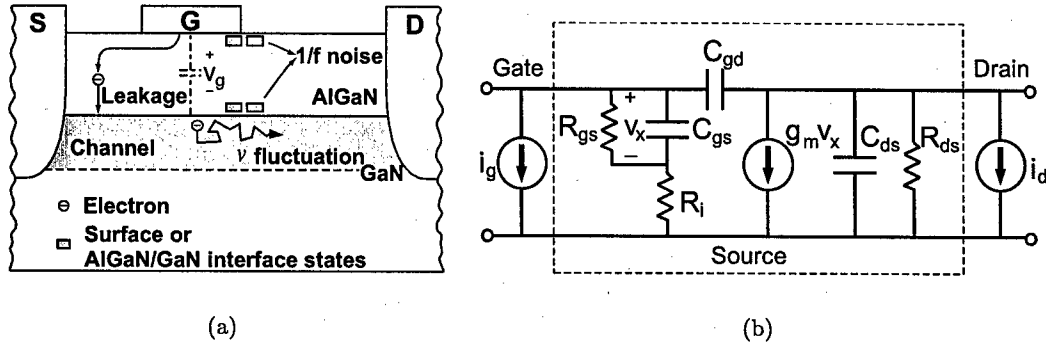 S
G
D
+
V_g
−
1/f noise
Leakage
AlGaN
Channel
ν fluctuation
GaN
⊖ Electron
Surface or
AlGaN/GaN interface states
(a)
Gate
C_gd
Drain
R_gs
+
v_x
−
C_gs
g_m v_x
C_ds
R_ds
i_g
i_d
R_i
Source
(b)